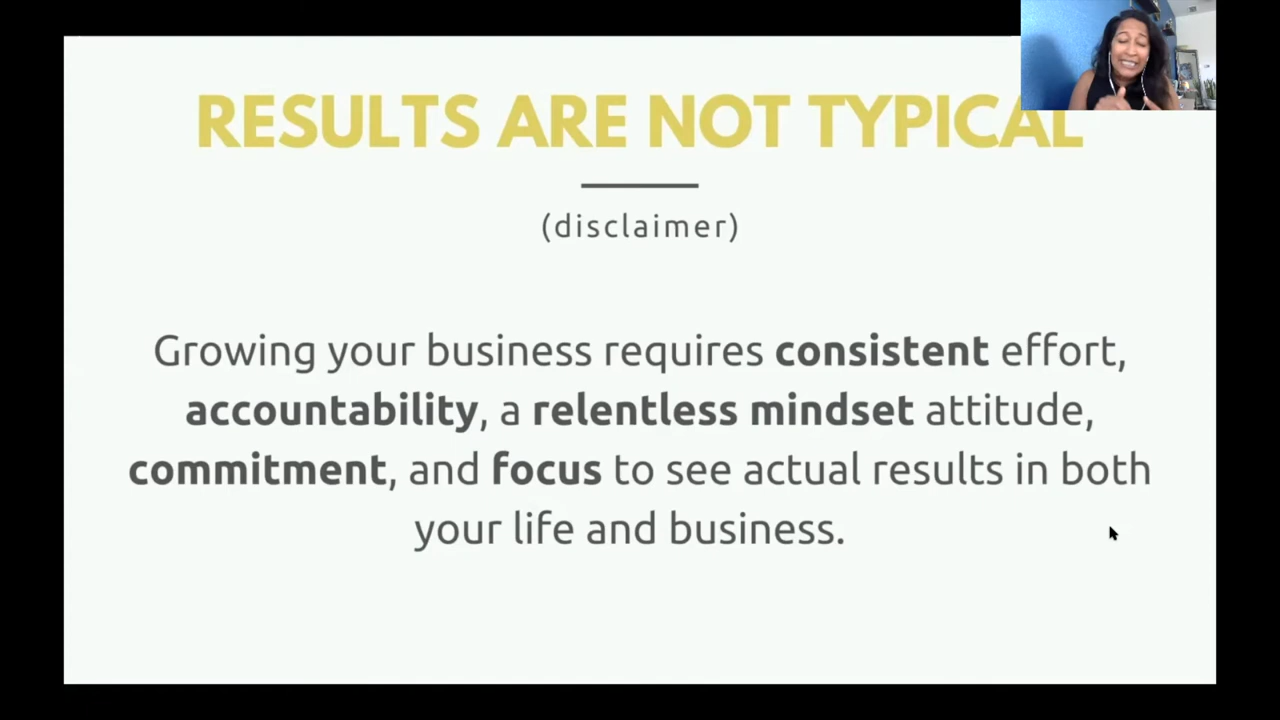 RESULTS ARE NOT TYPICAL
(disclaimer)
Growing your business requires consistent effort,
accountability, a relentless mindset attitude,
commitment, and focus to see actual results in both
your life and business.